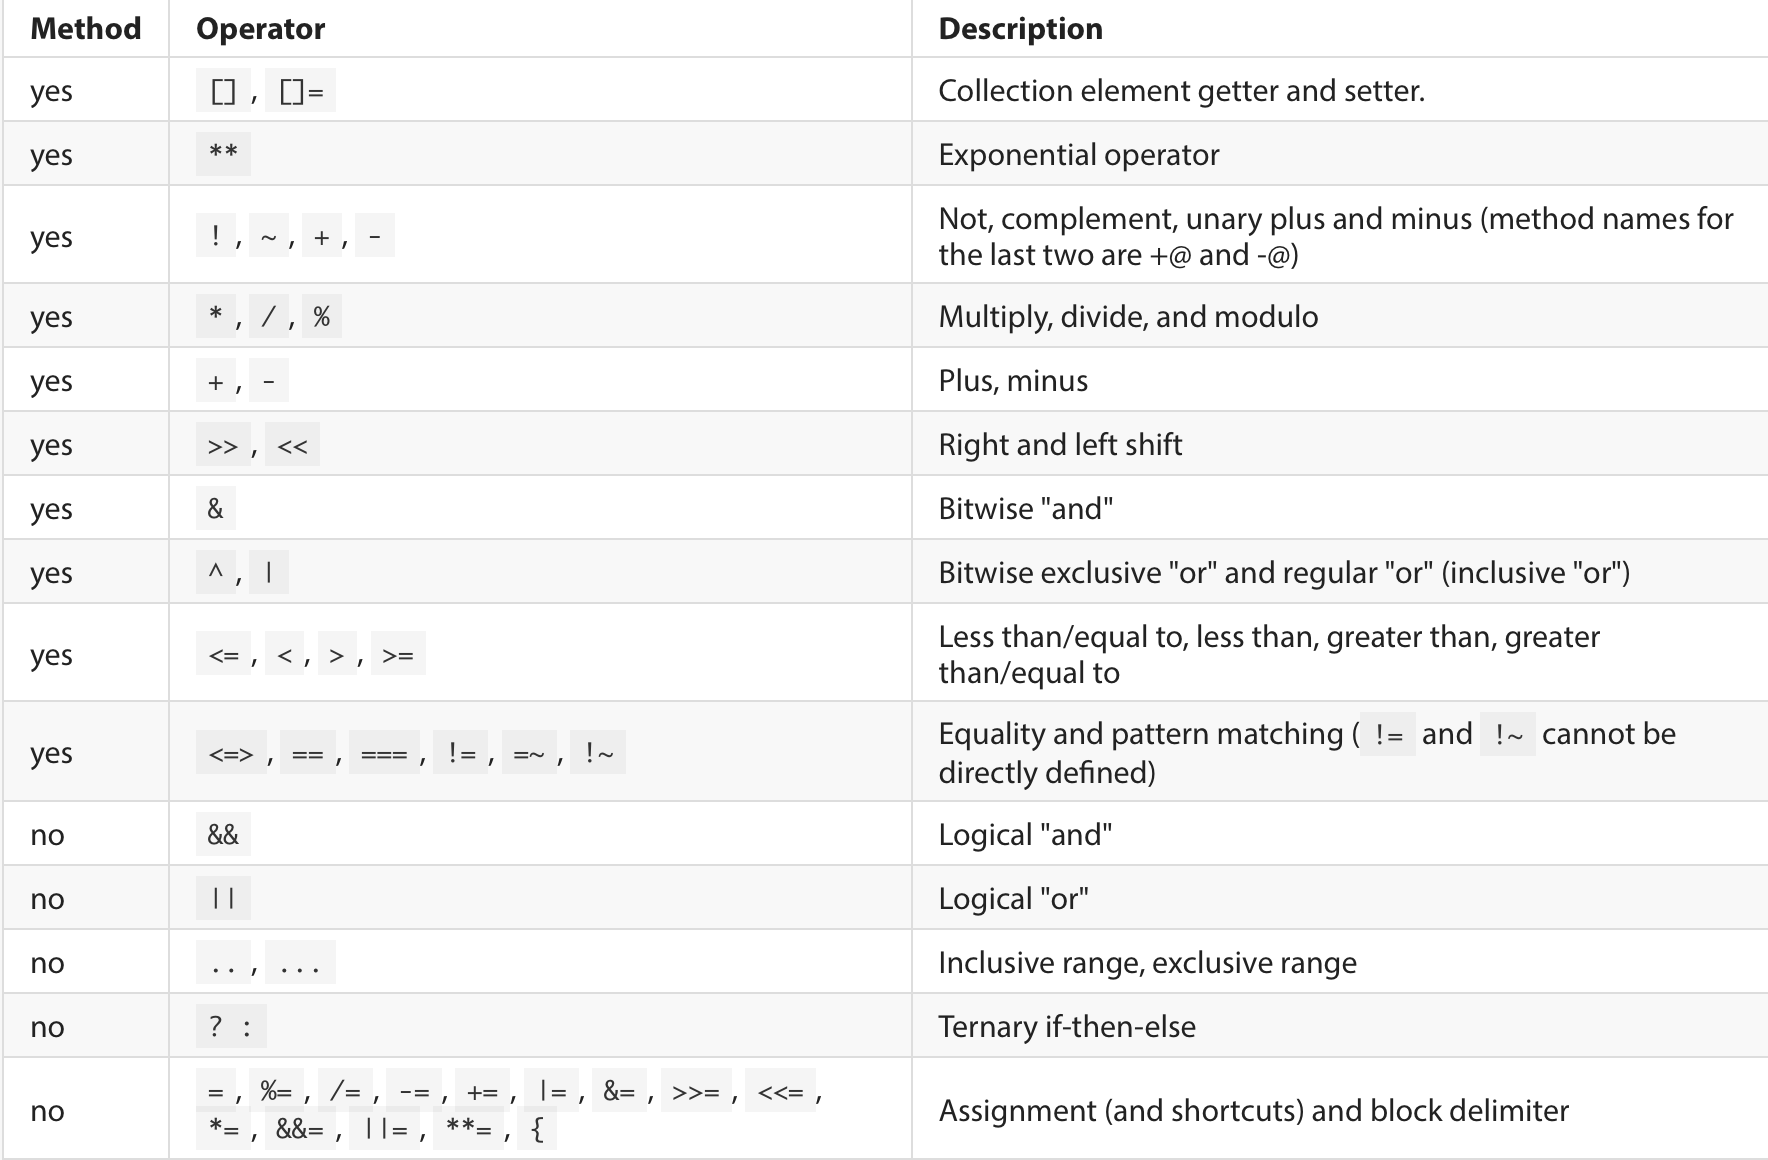 Method Operator Description
yes [] , []= Collection element getter and setter.
yes ** Exponential operator
yes ! , ~ , + , - Not, complement, unary plus and minus (method names for
the last two are +@ and -@)
yes * , / , % Multiply, divide, and modulo
yes + , - Plus, minus
yes >> , << Right and left shift
yes & Bitwise "and"
yes ^ , | Bitwise exclusive "or" and regular "or" (inclusive "or")
yes <= , < , > , >= Less than/equal to, less than, greater than, greater
than/equal to
yes <=> , == , === , != , =~ , !~ Equality and pattern matching ( != and !~ cannot be
directly defined)
no && Logical "and"
no || Logical "or"
no .. , ... Inclusive range, exclusive range
no ? : Ternary if-then-else
no = , %= , /= , -= , += , |= , &= , >>= , <<= ,
*= , &&= , ||= , **= , { Assignment (and shortcuts) and block delimiter